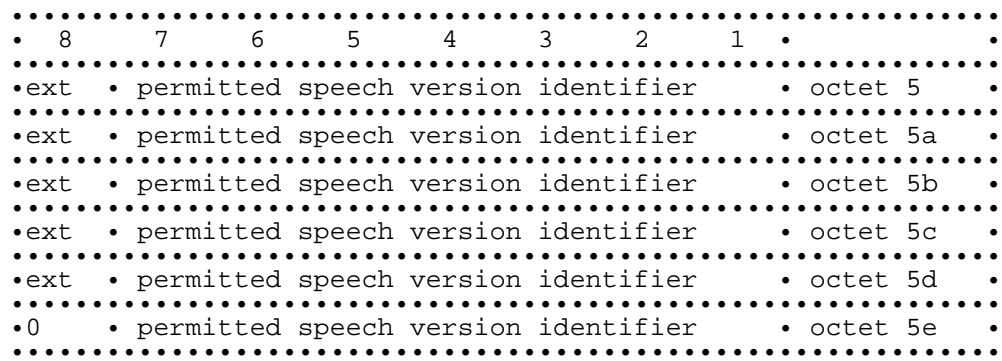 8 7 6 5 4 3 2 1
ext permitted speech version identifier octet 5
ext permitted speech version identifier octet 5a
ext permitted speech version identifier octet 5b
ext permitted speech version identifier octet 5c
ext permitted speech version identifier octet 5d
0 permitted speech version identifier octet 5e